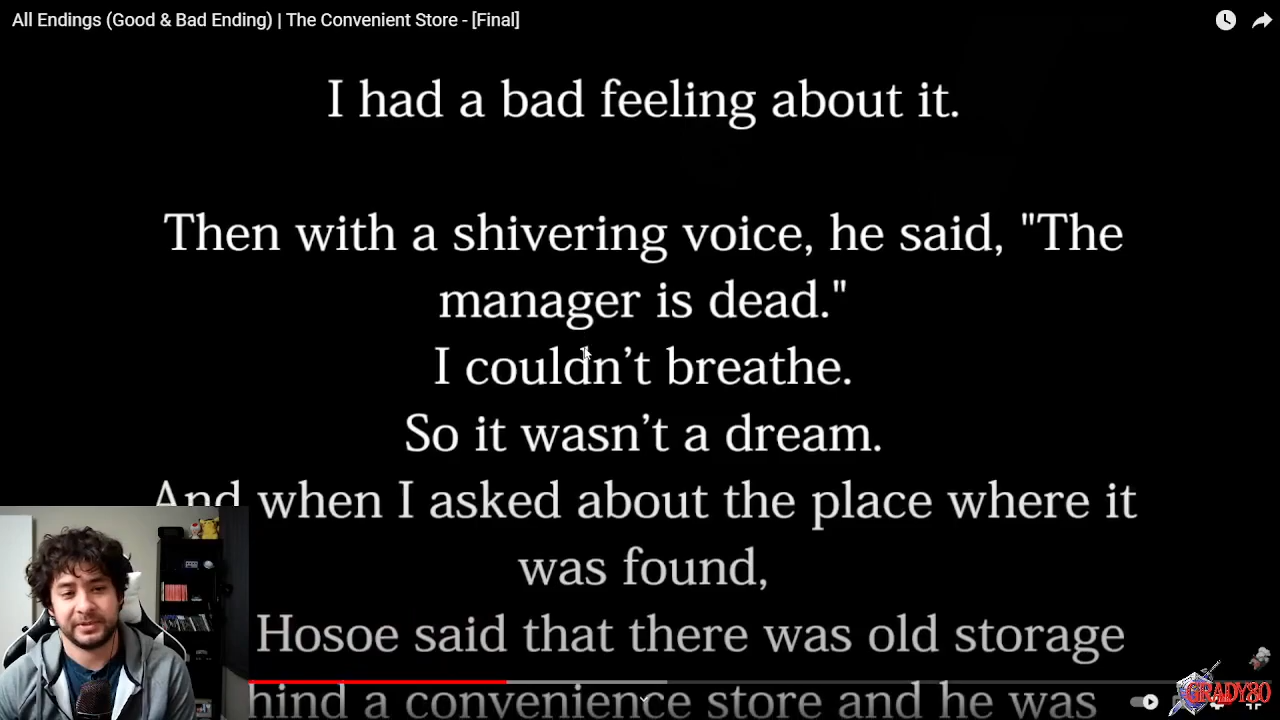 All Endings (Good & Bad Ending) | The Convenient Store - [Final]
I had a bad feeling about it.
Then with a shivering voice, he said, "The
manager is dead."
I couldn’t breathe.
So it wasn’t a dream.
And when I asked about the place where it
was found,
Hosoe said that there was old storage
hind a convenience store and he was
GRADY80